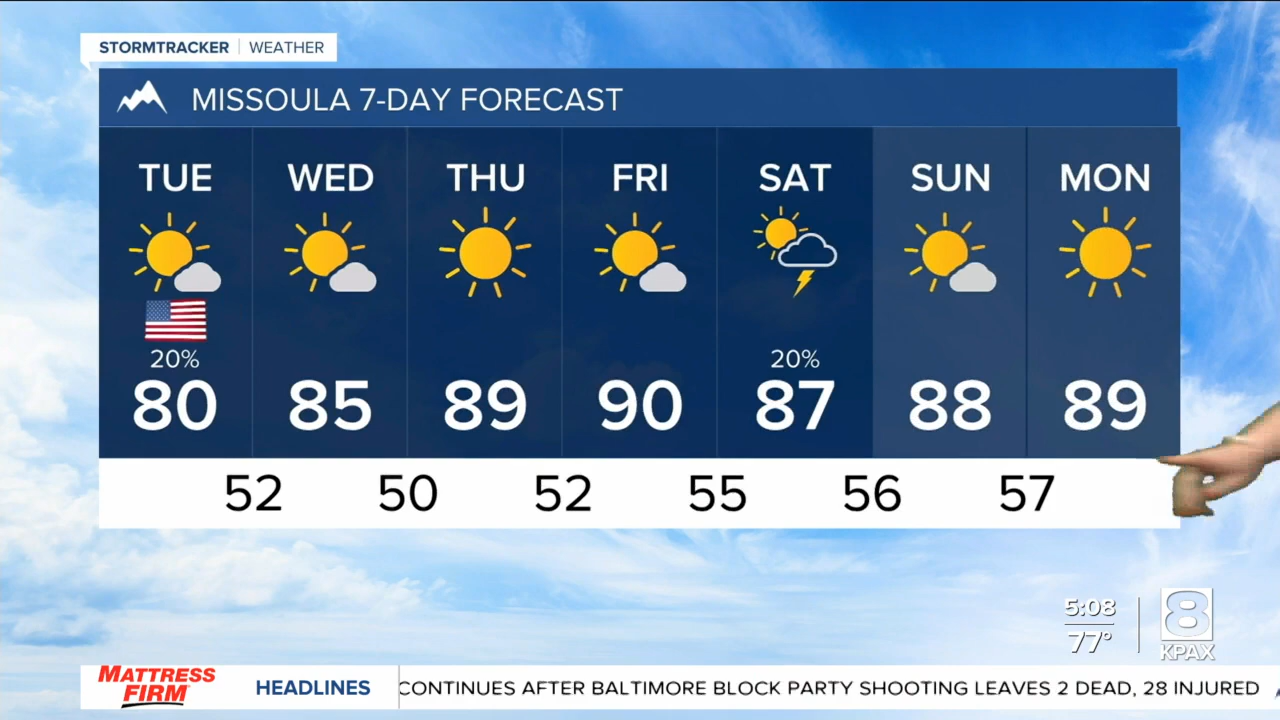 STORMTRACKER | WEATHER
MISSOULA 7-DAY FORECAST
TUE WED THU FRI SAT SUN MON
20% 20%
80 85 89 90 87 88 89
52 50 52 55 56 57
5:08
77°
8
KPAX
MATTRESS
FIRM
HEADLINES
CONTINUES AFTER BALTIMORE BLOCK PARTY SHOOTING LEAVES 2 DEAD, 28 INJURED